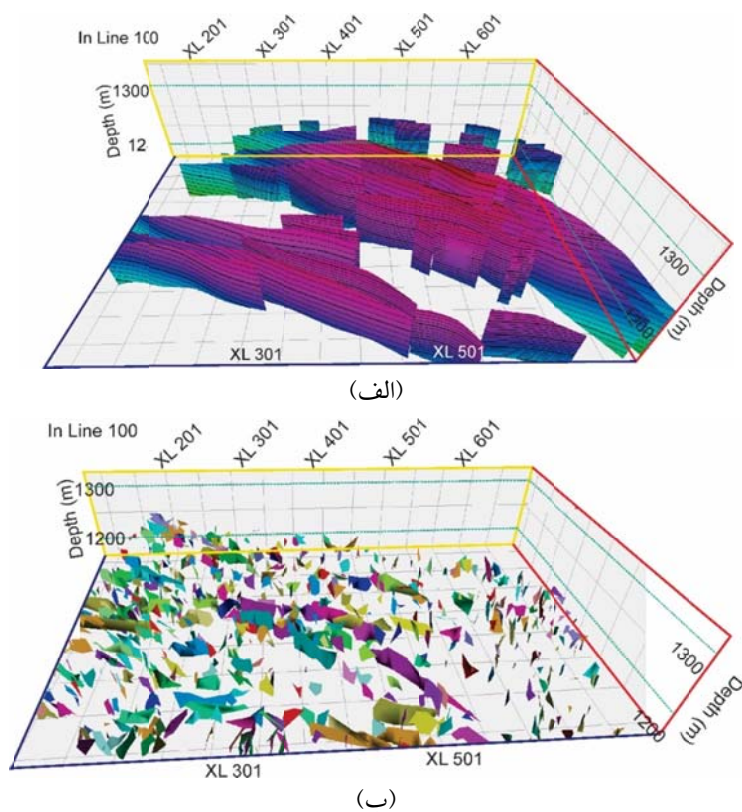 In Line 100
XL 201
XL 301
XL 401
XL 501
XL 601
1300
Depth (m)
12
1300
1200
Depth (m)
XL 301
XL 501
(الف)
In Line 100
XL 201
XL 301
XL 401
XL 501
XL 601
1300
Depth (m)
1200
1300
Depth (m)
1200
XL 301
XL 501
(ب)